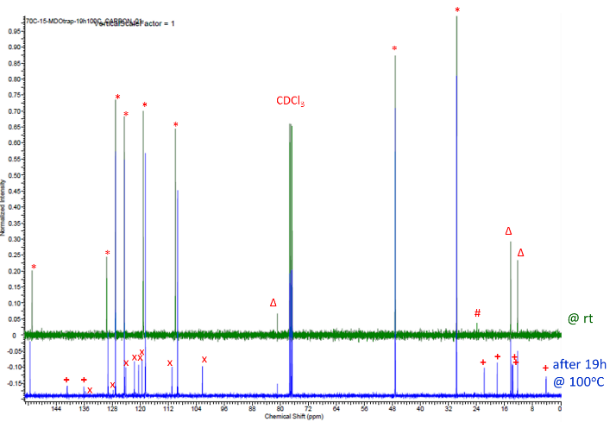 70C-15-MDOtrap-19h100C_CARBON_01
VerticalScaleFactor = 1
0.95
0.90
0.85
0.80
0.75
0.70
0.65
0.60
0.55
0.50
0.45
0.40
0.35
0.30
0.25
0.20
0.15
0.10
0.05
0
-0.05
-0.10
-0.15
Normalized Intensity
* * * * * * * *
CDCl3
Δ # Δ Δ
@ rt
+ + x x x x x x x x + + + + +
after 19h
@ 100°C
144 136 128 120 112 104 96 88 80 72 64 56 48 40 32 24 16 8 0
Chemical Shift (ppm)